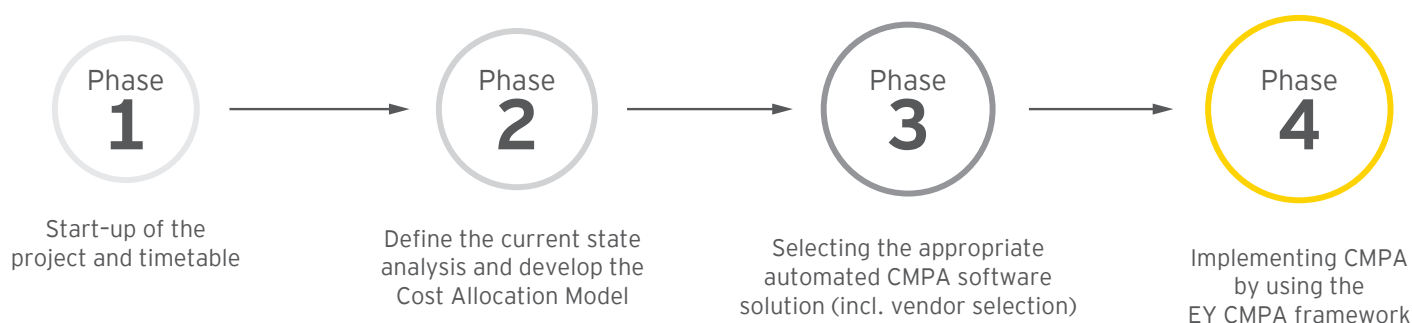 Phase
1
Start-up of the
project and timetable
Phase
2
Define the current state
analysis and develop the
Cost Allocation Model
Phase
3
Selecting the appropriate
automated CMPA software
solution (incl. vendor selection)
Phase
4
Implementing CMPA
by using the
EY CMPA framework